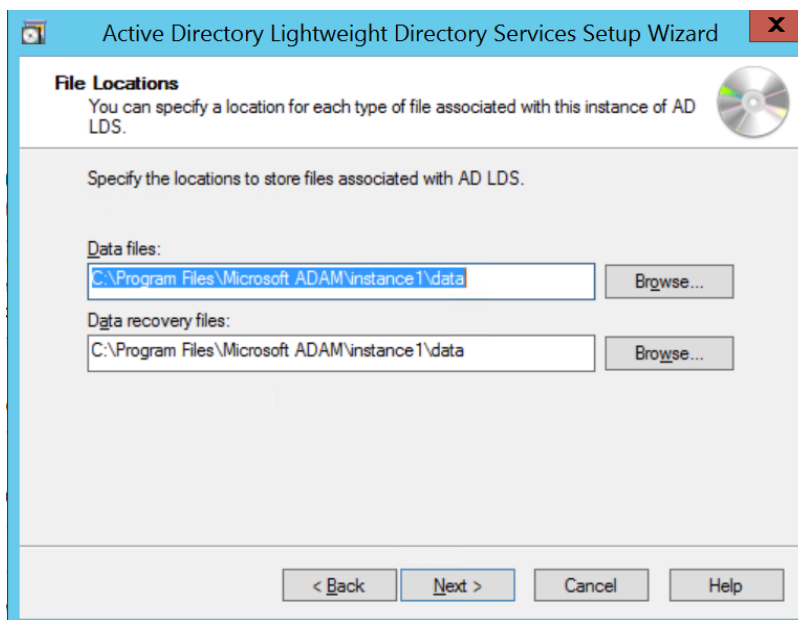 Active Directory Lightweight Directory Services Setup Wizard
X
File Locations
You can specify a location for each type of file associated with this instance of AD
LDS.
Specify the locations to store files associated with AD LDS.
Data files:
C:\Program Files\Microsoft ADAM\instance1\data
Browse...
Data recovery files:
C:\Program Files\Microsoft ADAM\instance1\data
Browse...
< Back
Next >
Cancel
Help